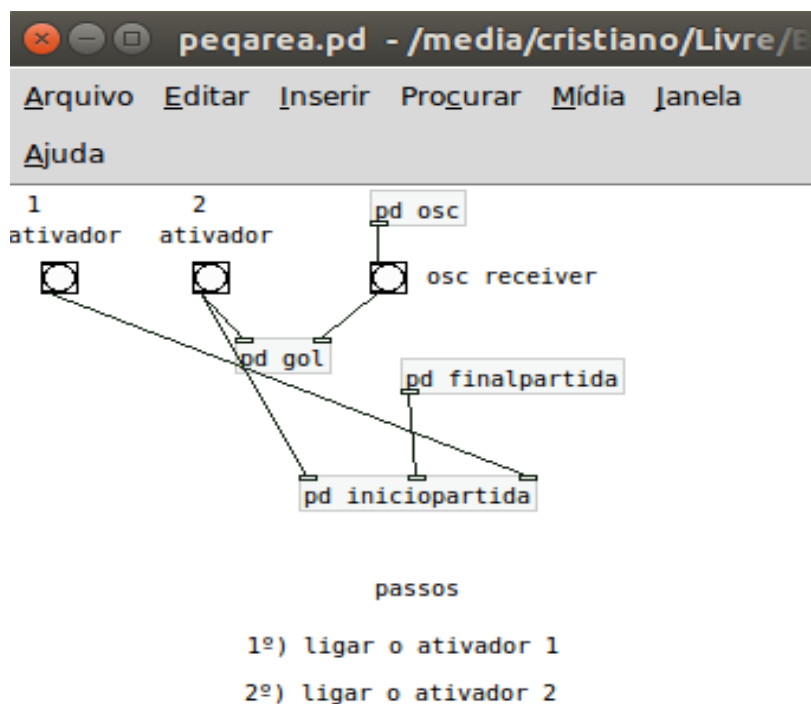 peqarea.pd - /media/cristiano/Livre/
Arquivo Editar Inserir Procurar Mídia Janela
Ajuda
1 2 pd osc
ativador ativador
osc receiver
pd gol
pd finalpartida
pd iniciopartida
passos
1º) ligar o ativador 1
2º) ligar o ativador 2